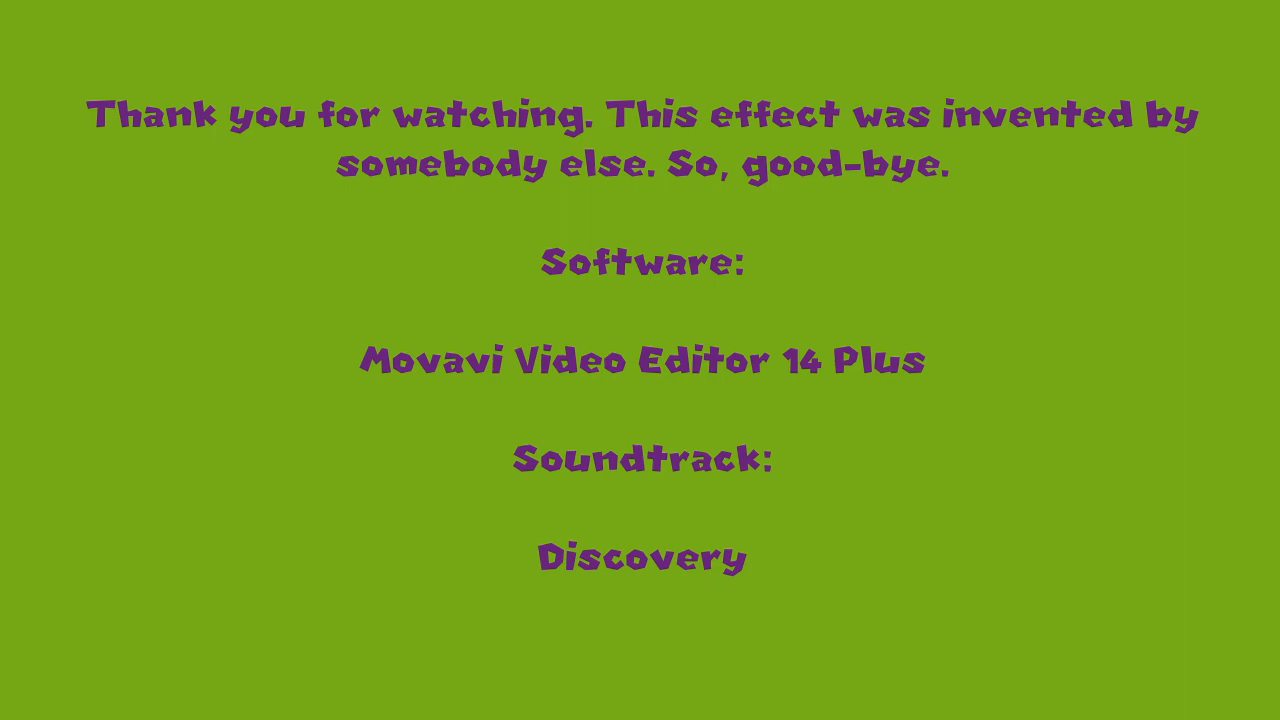 Thank you for watching. This effect was invented by
somebody else. So, good-bye.
Software:
Movavi Video Editor 14 Plus
Soundtrack:
Discovery